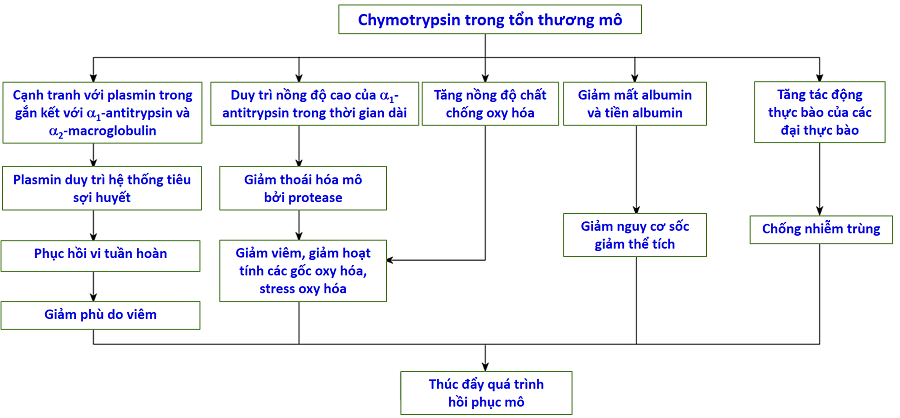 Chymotrypsin trong tổn thương mô
Cạnh tranh với plasmin trong
gắn kết với α1-antitrypsin và
α2-macroglobulin
Duy trì nồng độ cao của α1-
antitrypsin trong thời gian dài
Tăng nồng độ chất
chống oxy hóa
Giảm mất albumin
và tiền albumin
Tăng tác động
thực bào của các
đại thực bào
Plasmin duy trì hệ thống tiêu
sợi huyết
Giảm thoái hóa mô
bởi protease
Phục hồi vi tuần hoàn
Giảm viêm, giảm hoạt
tính các gốc oxy hóa,
stress oxy hóa
Giảm nguy cơ sốc
giảm thể tích
Chống nhiễm trùng
Giảm phù do viêm
Thúc đẩy quá trình
hồi phục mô